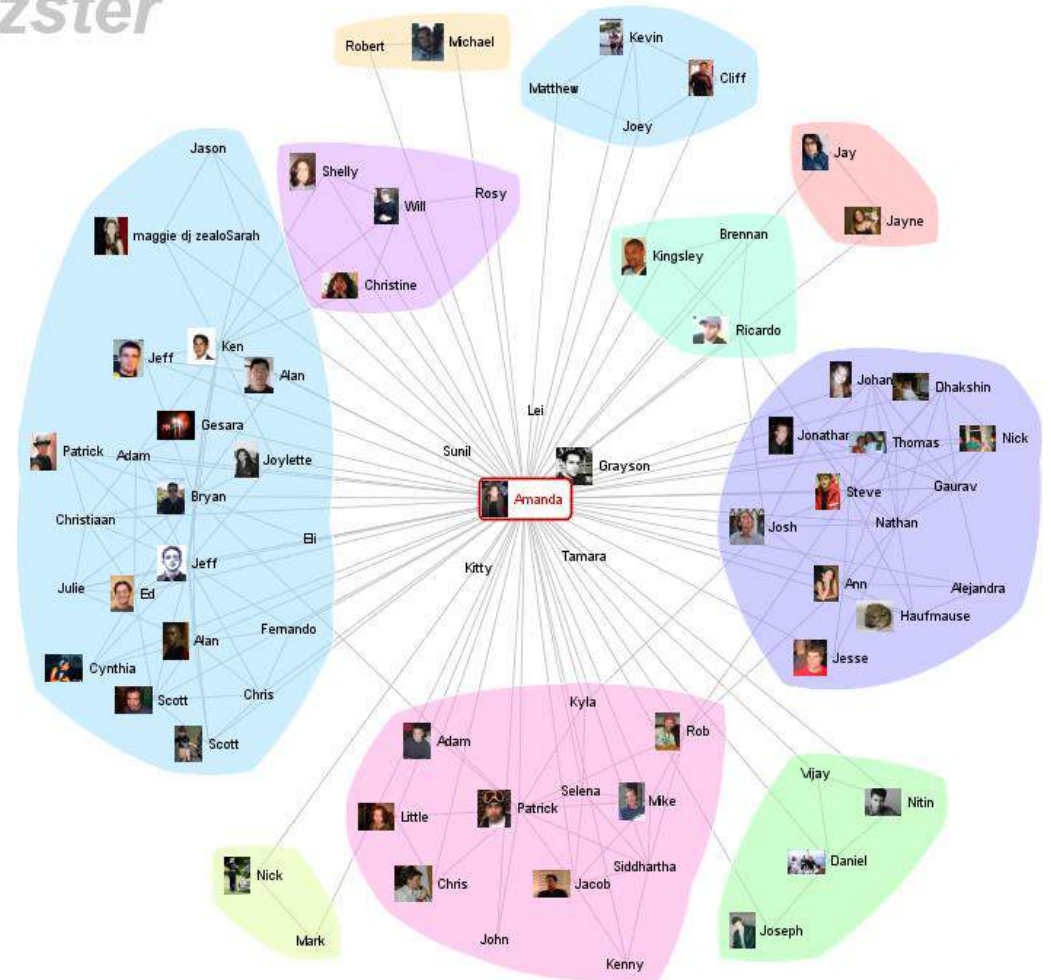 zster
Robert
Michael
Kevin
Cliff
Matthew
Joey
Jason
Shelly
Will
Rosy
Christine
Jay
Jayne
Brennan
Kingsley
Ricardo
maggie dj zealoSarah
Jeff
Ken
Alan
Gesara
Patrick
Adam
Joylette
Bryan
Christiaan
Eli
Jeff
Julie
Ed
Fernando
Alan
Cynthia
Scott
Chris
Scott
Lei
Sunil
Grayson
Amanda
Kitty
Tamara
Johan
Dhakshin
Jonathar
Thomas
Nick
Steve
Gaurav
Josh
Nathan
Ann
Alejandra
Haufmause
Jesse
Kyla
Adam
Rob
Selena
Little
Patrick
Mike
Siddhartha
Chris
Jacob
John
Kenny
Vijay
Nitin
Daniel
Joseph
Nick
Mark